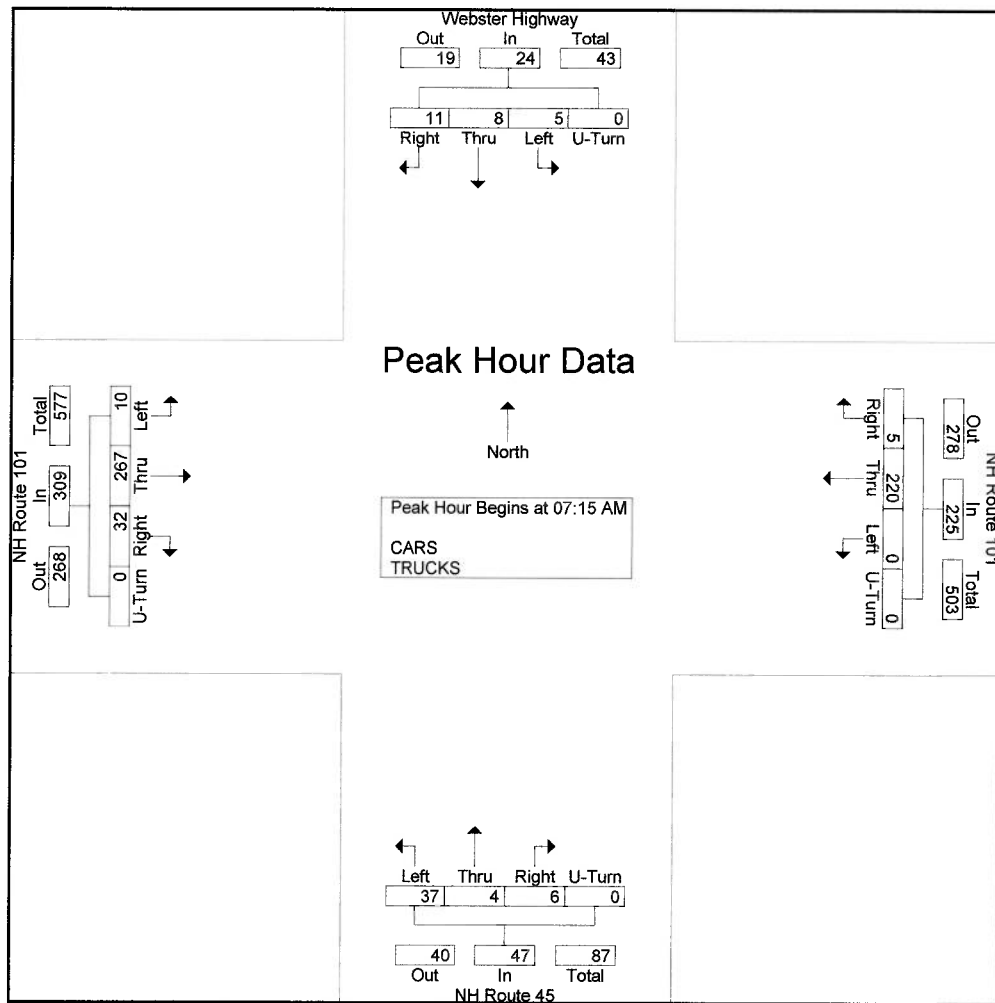 Webster Highway
Out In Total
19 24 43
11 8 5 0
Right Thru Left U-Turn
Peak Hour Data
North
Peak Hour Begins at 07:15 AM
CARS
TRUCKS
NH Route 101
Total In Out
577 309 268
10 267 32 0
Left Thru Right U-Turn
Right Thru Left U-Turn
5 220 0 0
Out In Total
278 225 503
NH Route 101
Left Thru Right U-Turn
37 4 6 0
40 47 87
Out In Total
NH Route 45